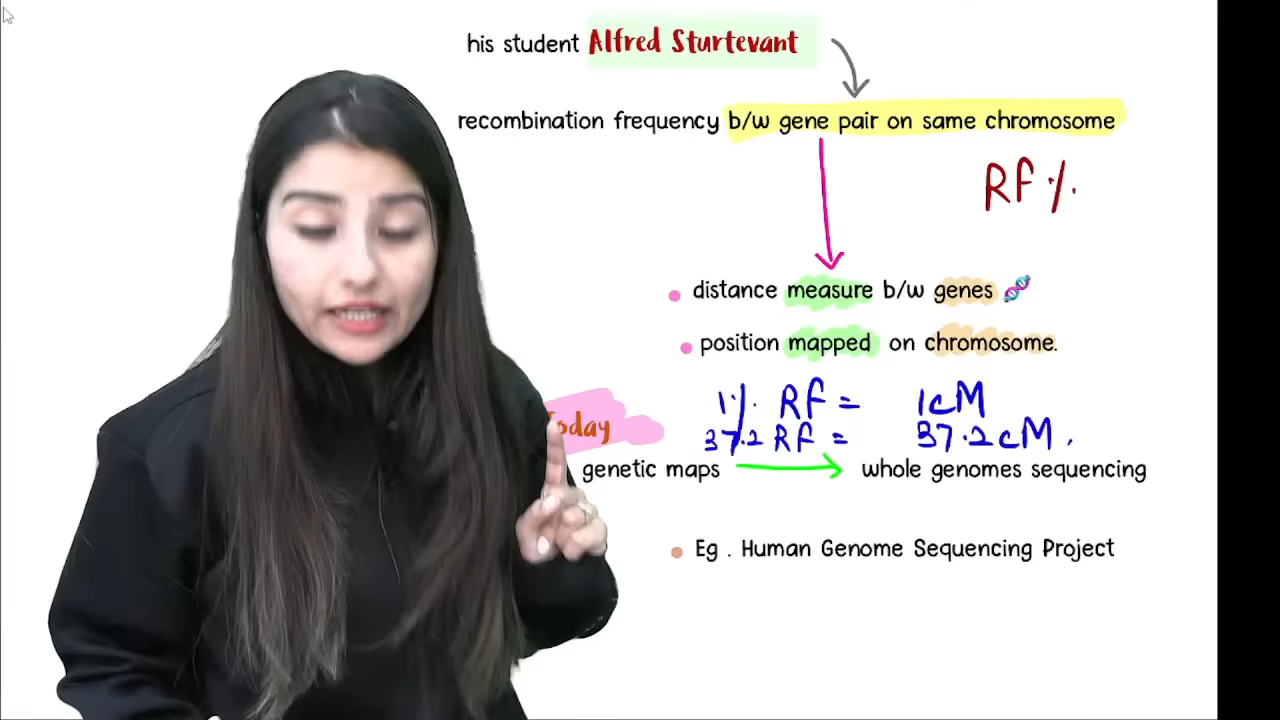 his student Alfred Sturtevant
recombination frequency b/w gene pair on same chromosome
RF %
distance measure b/w genes
position mapped on chromosome.
1% RF = 1cM
Today
37.2 RF = 37.2cM.
genetic maps whole genomes sequencing
Eg . Human Genome Sequencing Project